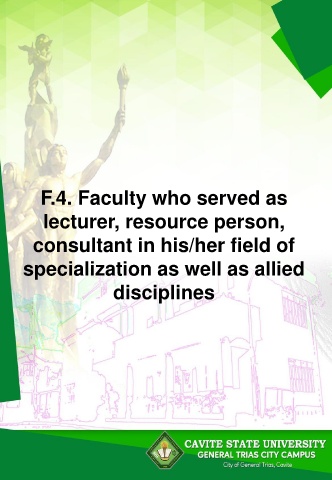 F.4. Faculty who served as
lecturer, resource person,
consultant in his/her field of
specialization as well as allied
disciplines
CAVITE STATE UNIVERSITY
GENERAL TRIAS CITY CAMPUS
City of General Trias, Cavite